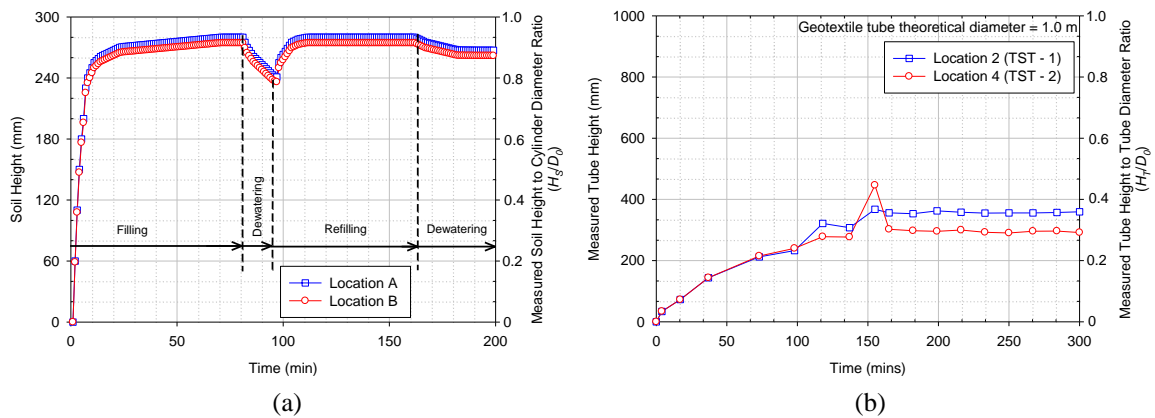 300
240
180
120
60
0
Soil Height (mm)
1.0
0.8
0.6
0.4
0.2
0
Measured Soil Height to Cylinder Diameter Ratio
(HS/D0)
Filling
Dewatering
Refilling
Dewatering
Location A
Location B
0
50
100
150
200
Time (min)
(a)
1000
800
600
400
200
0
Measured Tube Height (mm)
Geotextile tube theoretical diameter = 1.0 m
Location 2 (TST - 1)
Location 4 (TST - 2)
1.0
0.8
0.6
0.4
0.2
0
Measured Tube Height to Tube Diameter Ratio
(HT/D0)
0
50
100
150
200
250
300
Time (mins)
(b)